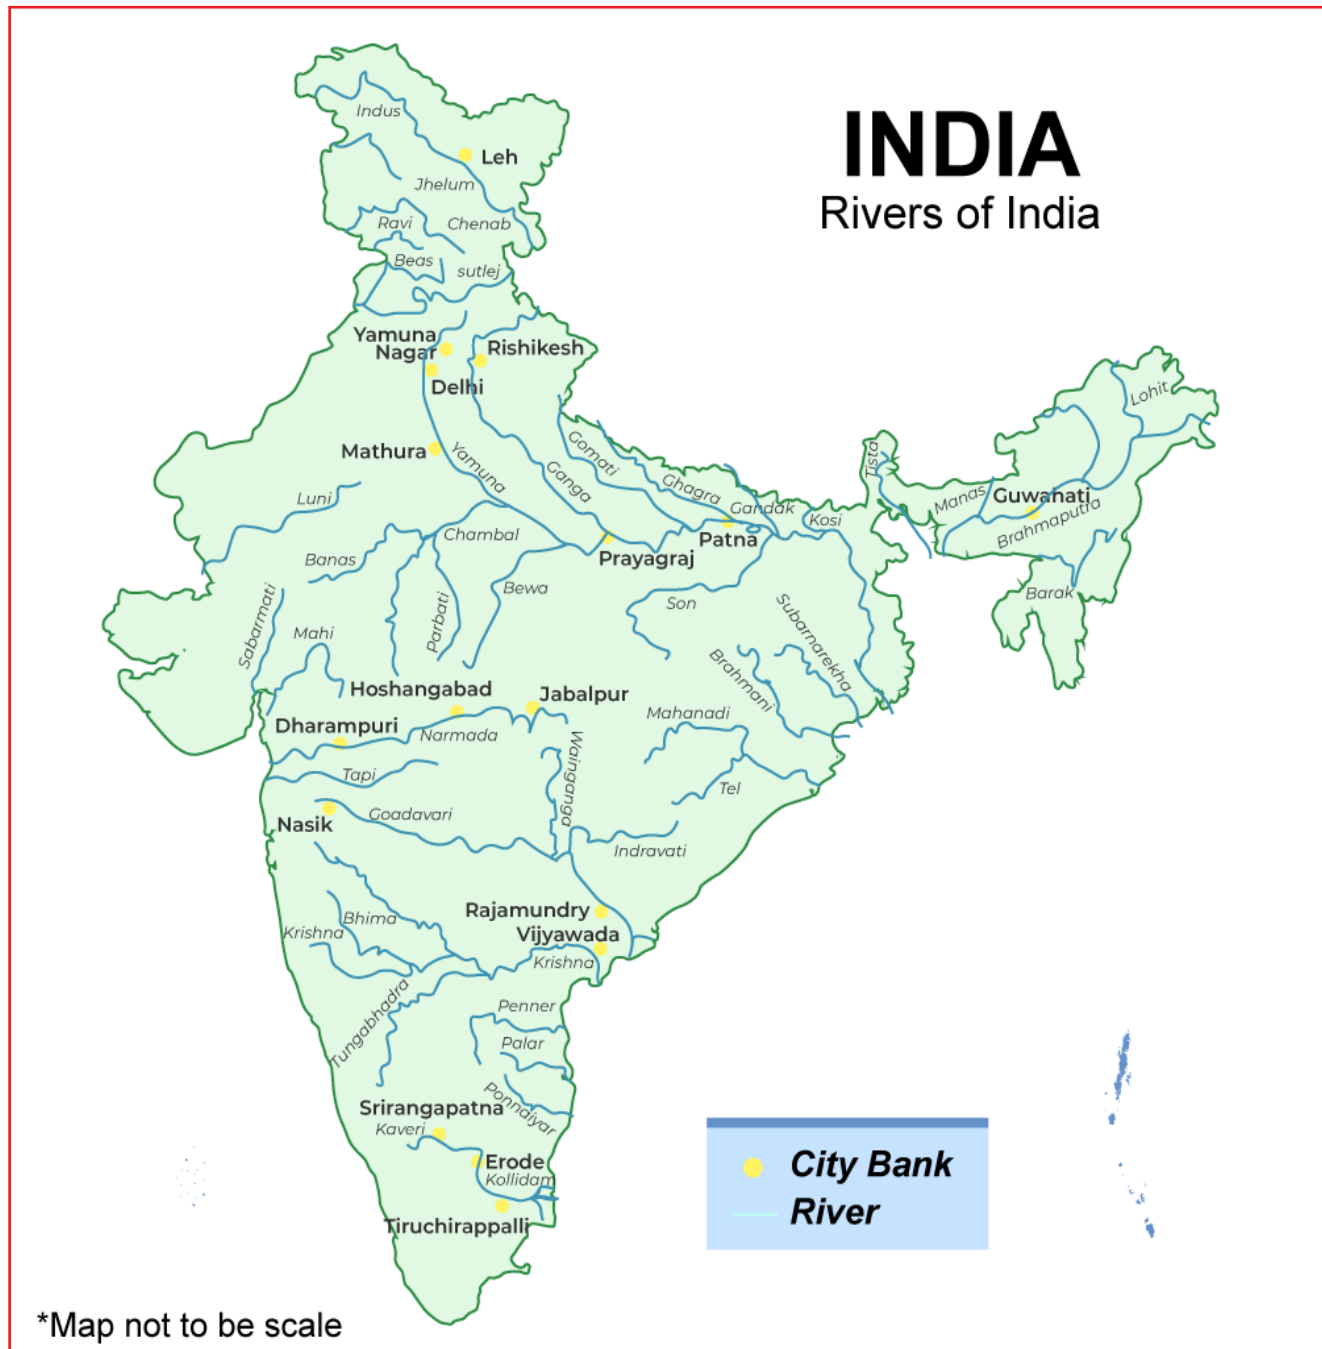 INDIA
Rivers of India
Indus
Leh
Jhelum
Ravi
Chenab
Beas
sutlej
Yamuna
Nagar
Rishikesh
Delhi
Mathura
Yamuna
Ganga
Gomati
Ghagra
Gandak
Kosi
Tista
Manas
Guwahati
Brahmaputra
Lohit
Luni
Chambal
Banas
Prayagraj
Patna
Bewa
Parbati
Son
Subarnarekha
Barak
Sabarmati
Mahi
Brahmani
Hoshangabad
Jabalpur
Mahanadi
Dharampuri
Narmada
Wainganga
Tapi
Tel
Nasik
Goadavari
Indravati
Rajamundry
Bhima
Krishna
Vijyawada
Krishna
Tungabhadra
Penner
Palar
Ponnaiyar
Srirangapatna
Kaveri
Erode
Kollidam
Tiruchirappalli
City Bank
River
*Map not to be scale